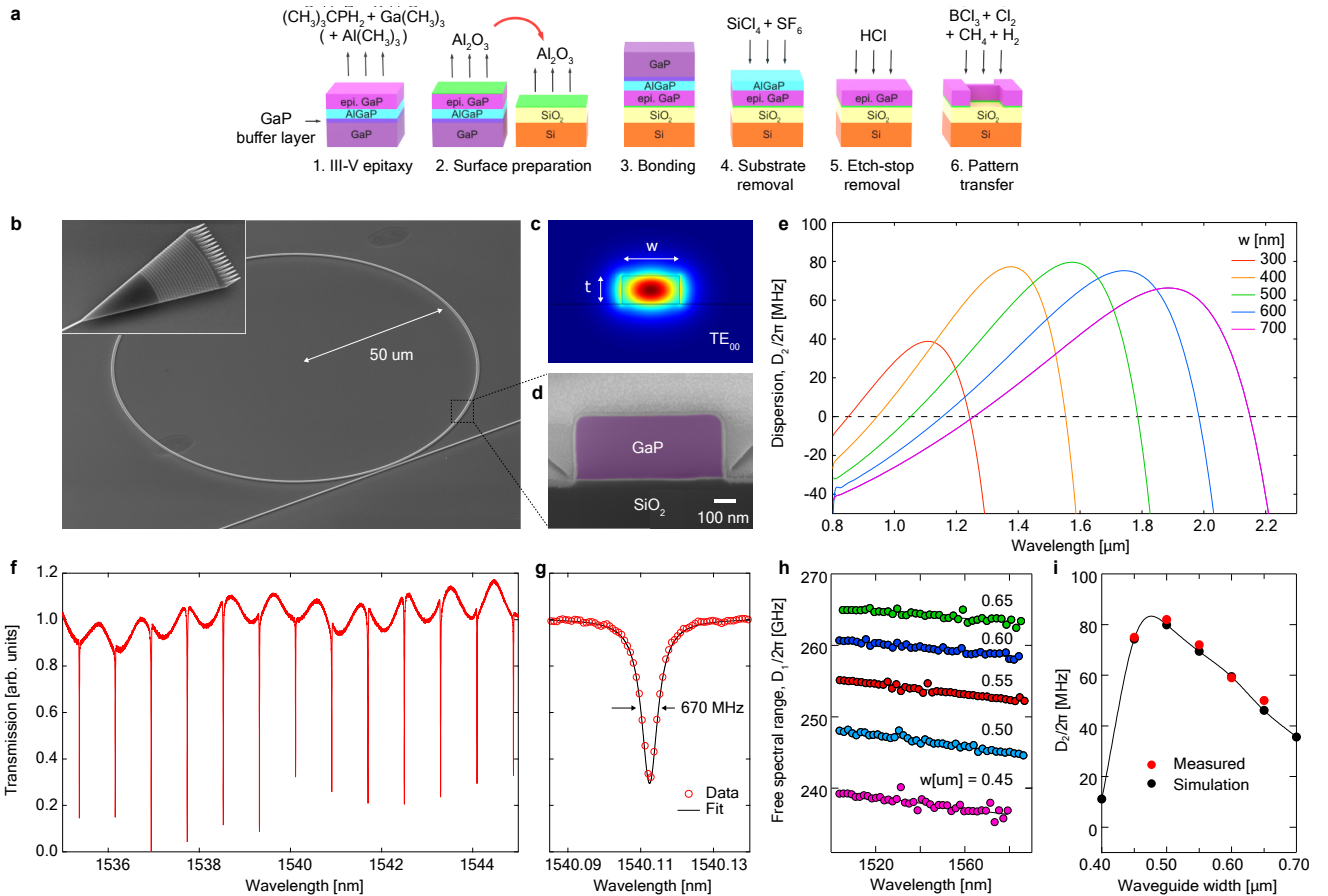 a
(CH3)3CPH2 + Ga(CH3)3
( + Al(CH3)3)
Al2O3
Al2O3
SiCl4 + SF6
HCl
BCl3 + Cl2
+ CH4 + H2
GaP
buffer layer
epi. GaP
AlGaP
GaP
epi. GaP
AlGaP
GaP
SiO2
Si
GaP
AlGaP
epi. GaP
SiO2
Si
AlGaP
epi. GaP
SiO2
Si
epi. GaP
SiO2
Si
SiO2
Si
1. III-V epitaxy
2. Surface preparation
3. Bonding
4. Substrate
removal
5. Etch-stop
removal
6. Pattern
transfer
b
50 um
c
w
t
TE00
d
GaP
SiO2
100 nm
e
Dispersion, D2/2π [MHz]
100
80
60
40
20
0
-20
-40
w [nm]
300
400
500
600
700
0.8
1.0
1.2
1.4
1.6
1.8
2.0
2.2
Wavelength [µm]
f
Transmission [arb. units]
1.2
1.0
0.8
0.6
0.4
0.2
0.0
1536
1538
1540
1542
1544
Wavelength [nm]
g
670 MHz
Data
Fit
1540.09
1540.11
1540.130
Wavelength [nm]
h
Free spectral range, D1/2π [GHz]
270
260
250
240
0.65
0.60
0.55
0.50
w[um] = 0.45
1520
1560
Wavelength [nm]
i
D2/2π [MHz]
100
80
60
40
80
20
0
Measured
Simulation
0.40
0.50
0.60
0.70
Waveguide width [µm]